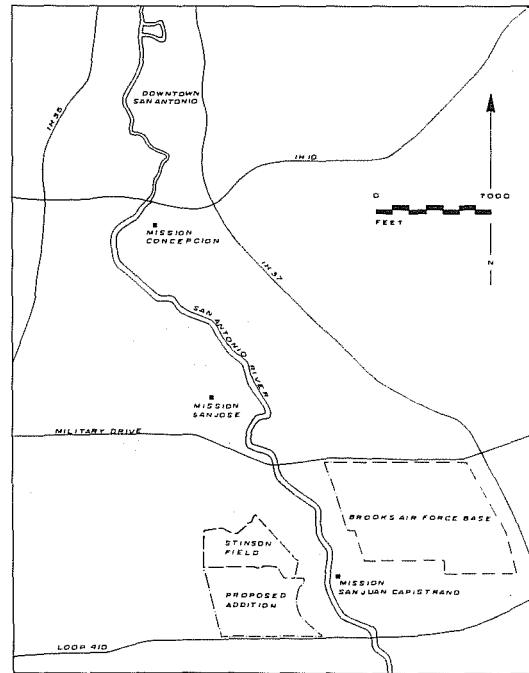 DOWNTOWN
SAN ANTONIO
IH 35
IH 10
0 7000
FEET
N
MISSION
CONCEPCION
IH 37
SAN ANTONIO RIVER
MISSION
SAN JOSE
MILITARY DRIVE
BROOKS AIR FORCE BASE
STINSON
FIELD
MISSION
SAN JUAN CAPISTRANO
PROPOSED
ADDITION
LOOP 410